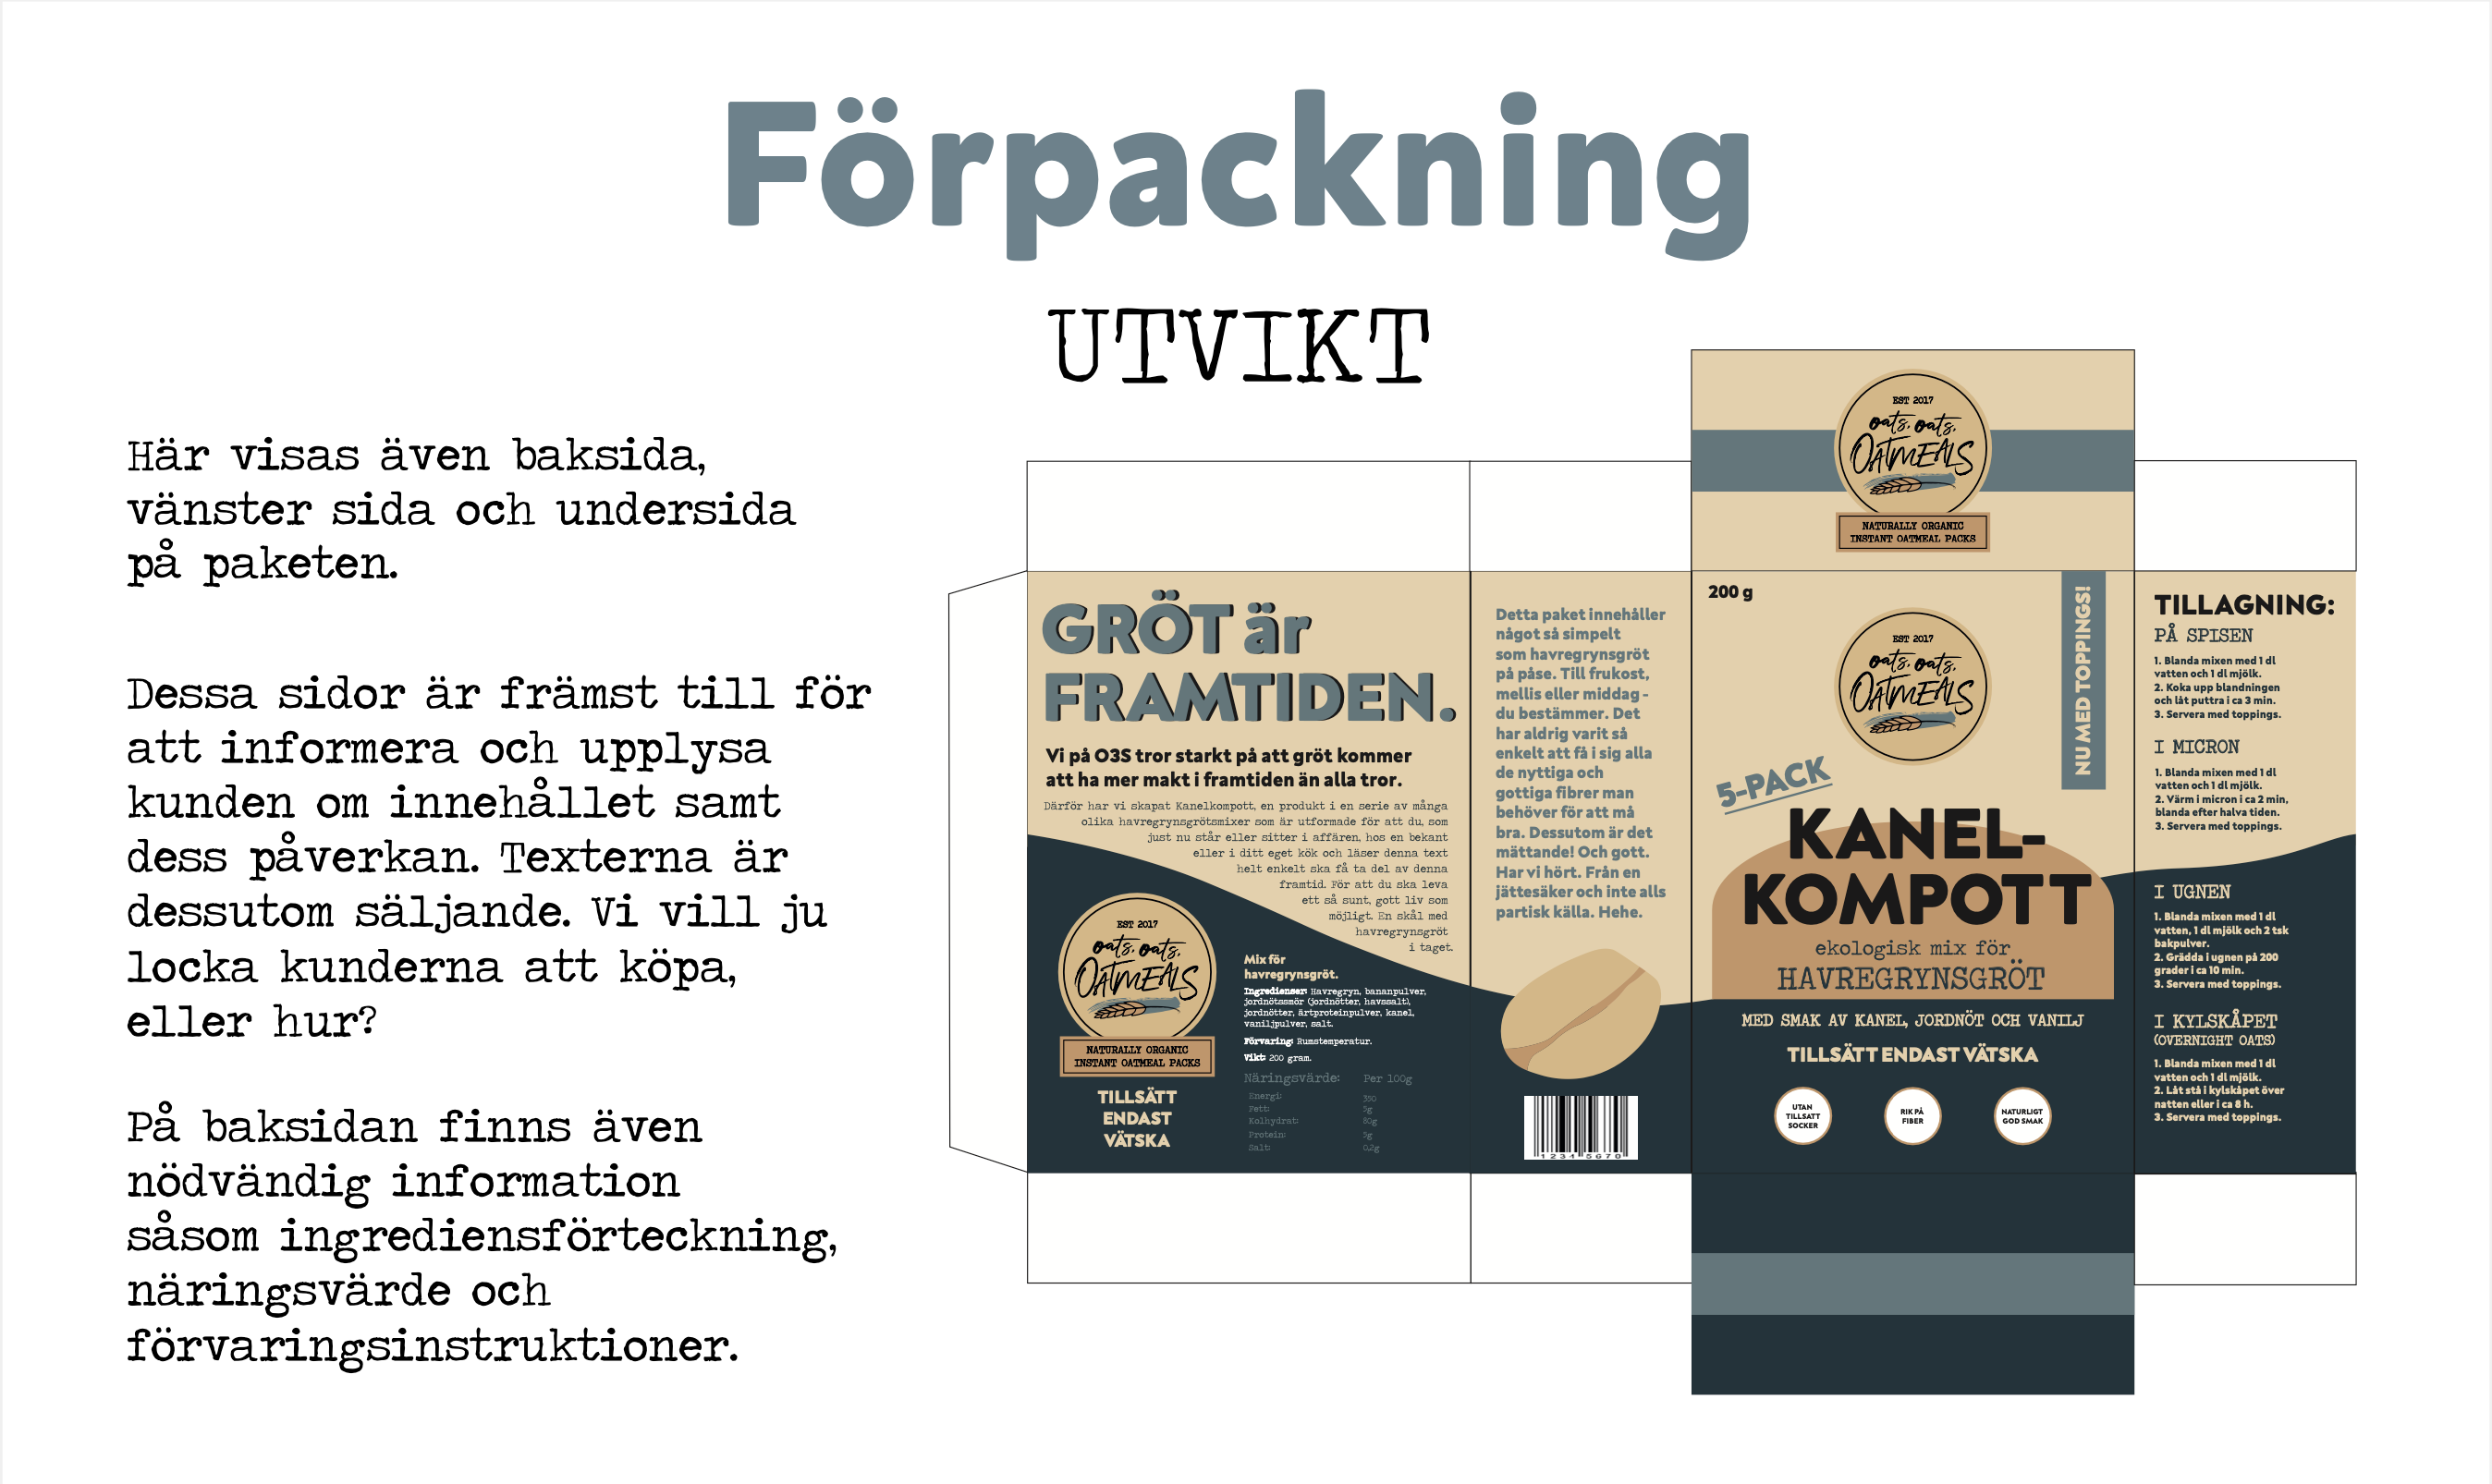 Förpackning
UTVIKT
Här visas även baksida,
vänster sida och undersida
på paketen.
Dessa sidor är främst till för
att informera och upplysa
kunden om innehållet samt
dess påverkan. Texterna är
dessutom säljande. Vi vill ju
locka kunderna att köpa,
eller hur?
På baksidan finns även
nödvändig information
såsom ingrediensförteckning,
näringsvärde och
förvaringsinstruktioner.
EST 2017
oats, oats,
OATMEALS
NATURALLY ORGANIC
INSTANT OATMEAL PACKS
GRÖT är
FRAMTIDEN.
Vi på O3S tror starkt på att gröt kommer
att ha mer makt i framtiden än alla tror.
Därför har vi skapat Kanelkompott, en produkt i en serie av många
olika havregrynsgrötsmixer som är utformade för att du, som
just nu står eller sitter i affären, hos en bekant
eller i ditt eget kök och läser denna text
helt enkelt ska få ta del av denna
framtid. För att du ska leva
ett så sunt, gott liv som
möjligt. En skål med
havregrynsgröt
i taget.
EST 2017
oats, oats,
OATMEALS
NATURALLY ORGANIC
INSTANT OATMEAL PACKS
TILLSÄTT
ENDAST
VÄTSKA
Mix för
havregrynsgröt.
Ingredienser: Havregryn, bananpulver,
jordnötssmör (jordnötter, havssalt),
jordnötter, ärtproteinpulver, kanel,
vaniljpulver, salt.
Förvaring: Rumstemperatur.
Vikt: 200 gram.
Näringsvärde: Per 100g
Energi: 350
Fett: 5g
Kolhydrat: 50g
Protein: 5g
Salt: 0.2g
Detta paket innehåller
något så simpelt
som havregrynsgröt
på påse. Till frukost,
mellis eller middag -
du bestämmer. Det
har aldrig varit så
enkelt att få i sig alla
de nyttiga och
gottiga fibrer man
behöver för att må
bra. Dessutom är det
mättande! Och gott.
Har vi hört. Från en
jättesäker och inte alls
partisk källa. Hehe.
1 2 3 4 5 6 7 0
200 g
NU MED TOPPINGS!
EST 2017
oats, oats,
OATMEALS
5-PACK
KANEL-
KOMPOTT
ekologisk mix för
HAVREGRYNSGRÖT
MED SMAK AV KANEL, JORDNÖT OCH VANILJ
TILLSÄTT ENDAST VÄTSKA
UTAN
TILLSATT
SOCKER
RIK PÅ
FIBER
NATURLIGT
GOD SMAK
TILLAGNING:
PÅ SPISEN
1. Blanda mixen med 1 dl
vatten och 1 dl mjölk.
2. Koka upp blandningen
och låt puttra i ca 3 min.
3. Servera med toppings.
I MICRON
1. Blanda mixen med 1 dl
vatten och 1 dl mjölk.
2. Värm i micron i ca 2 min,
blanda efter halva tiden.
3. Servera med toppings.
I UGNEN
1. Blanda mixen med 1 dl
vatten, 1 dl mjölk och 2 tsk
bakpulver.
2. Grädda i ugnen på 200
grader i ca 10 min.
3. Servera med toppings.
I KYLSKÅPET
(OVERNIGHT OATS)
1. Blanda mixen med 1 dl
vatten och 1 dl mjölk.
2. Låt stå i kylskåpet över
natten eller i ca 8 h.
3. Servera med toppings.